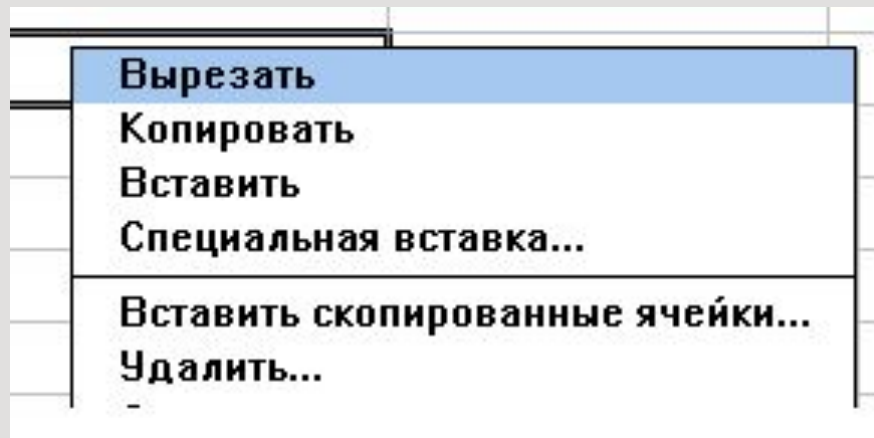 Вырезать
Копировать
Вставить
Специальная вставка...
Вставить скопированные ячейки...
Удалить...